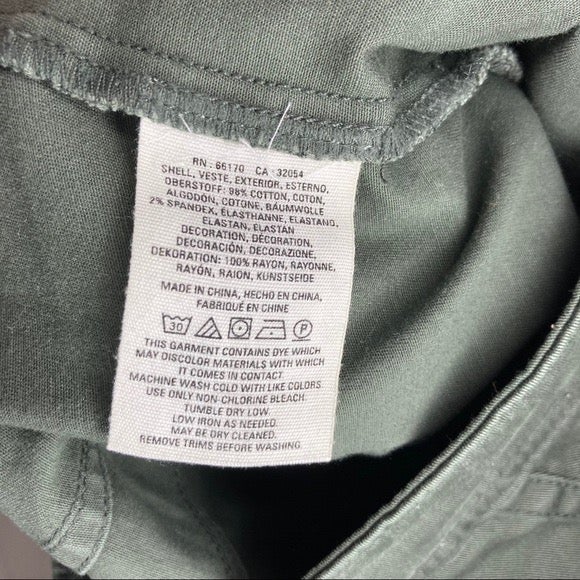 RN : 66170 CA : 32054
SHELL, VESTE, EXTERIOR, ESTERNO,
OBERSTOFF: 98% COTTON, COTON,
ALGODÓN, COTONE, BAUMWOLLE
2% SPANDEX, ÉLASTHANNE, ELASTANO,
ELASTAN, ELASTAN
DECORATION, DÉCORATION,
DECORACIÓN, DECORAZIONE,
DEKORATION: 100% RAYON, RAYONNE,
RAYÓN, RAION, KUNSTSEIDE
MADE IN CHINA, HECHO EN CHINA,
FABRIQUÉ EN CHINE
30 P
THIS GARMENT CONTAINS DYE WHICH
MAY DISCOLOR MATERIALS WITH WHICH
IT COMES IN CONTACT
MACHINE WASH COLD WITH LIKE COLORS
USE ONLY NON-CHLORINE BLEACH.
TUMBLE DRY LOW.
LOW IRON AS NEEDED.
MAY BE DRY CLEANED.
REMOVE TRIMS BEFORE WASHING.